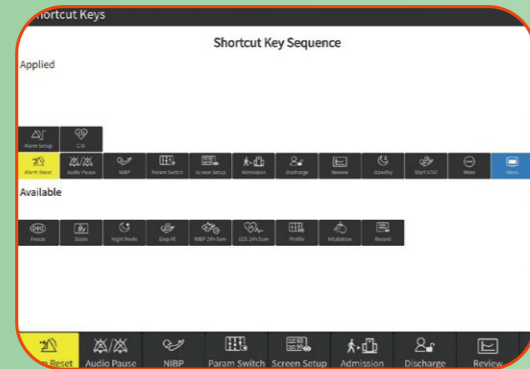 Shortcut Keys
Shortcut Key Sequence
Applied
Alarm Setup C.O.
Alarm Reset Audio Pause NIBP Param Switch Screen Setup Admission Discharge Review Standby Start STAT More Menu
Available
Freeze Score Night Mode Stop All NIBP 24h Sum ECG 24h Sum Profile Intubation Record
Alarm Reset Audio Pause NIBP Param Switch Screen Setup Admission Discharge Review